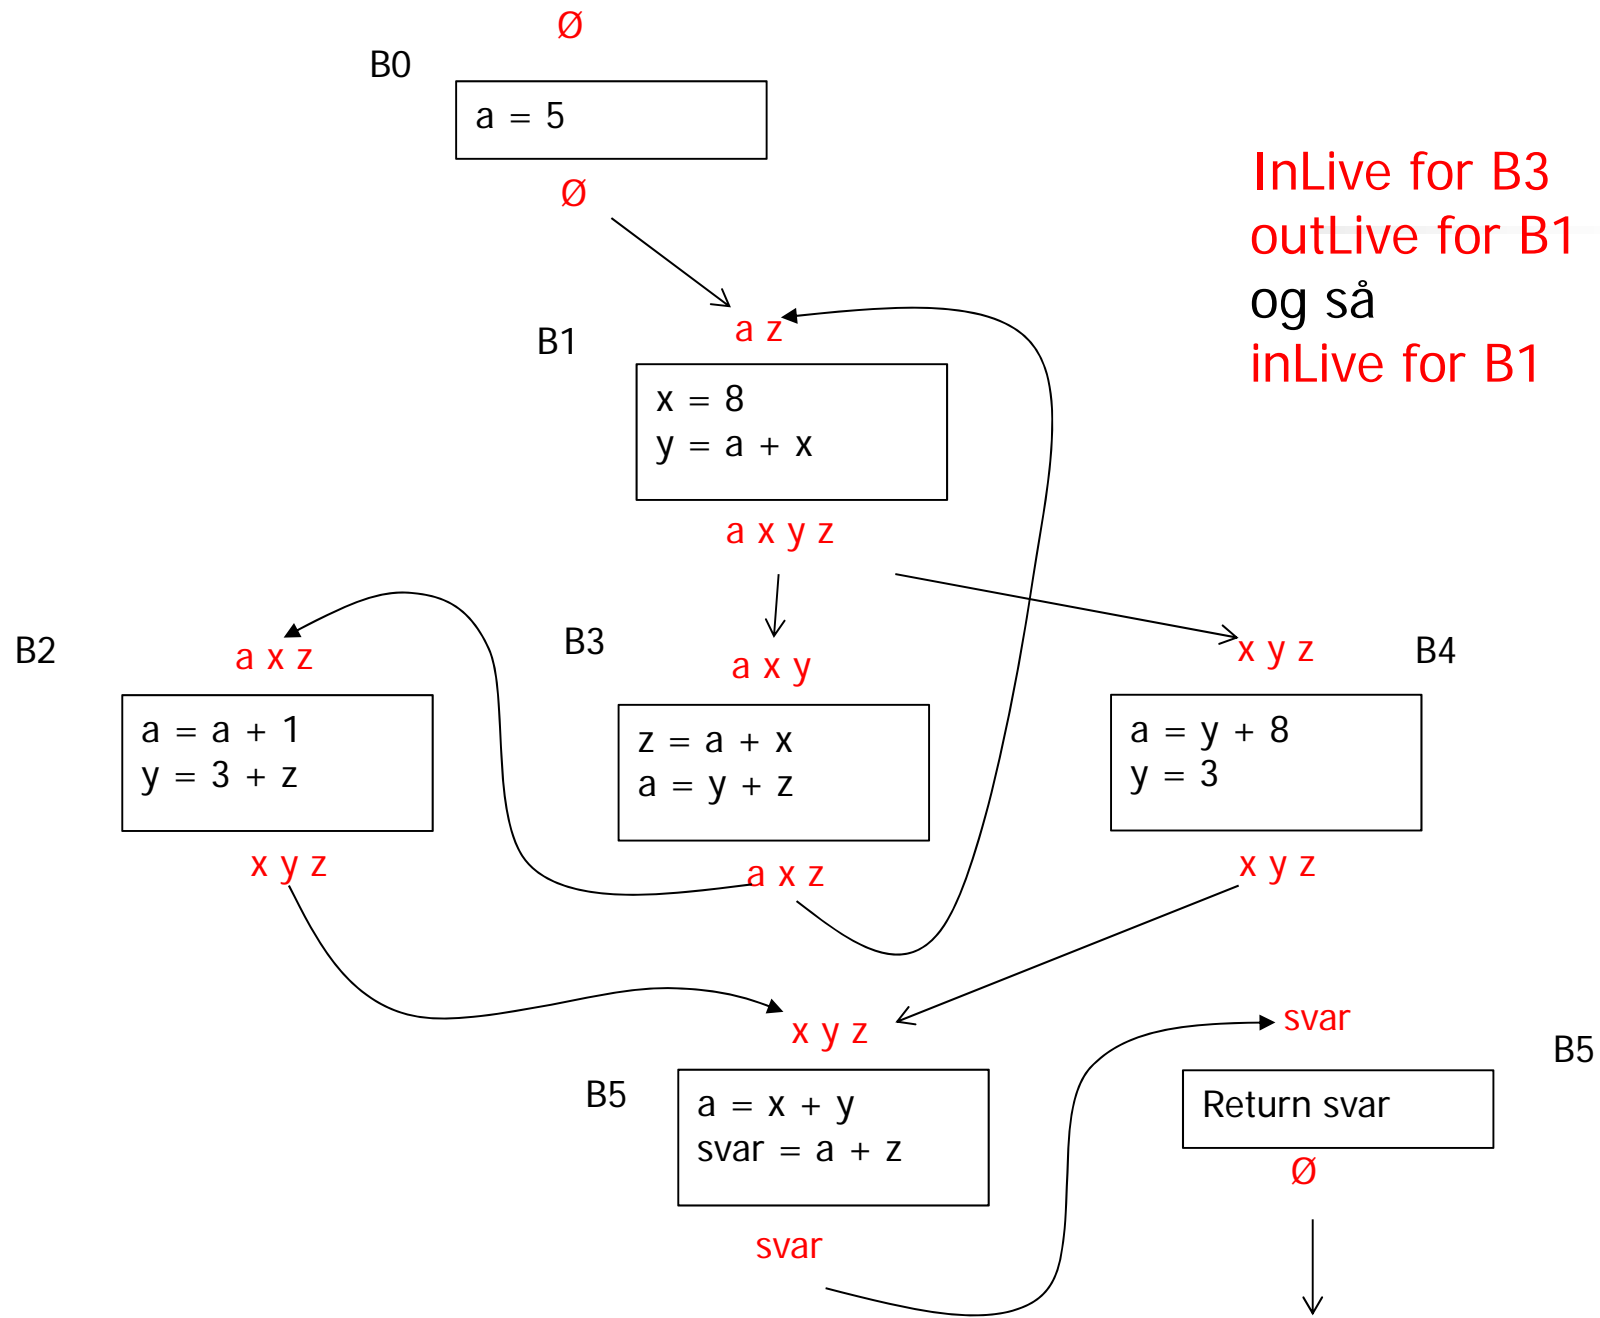 Ø
B0
a = 5
Ø
InLive for B3
outLive for B1
og så
inLive for B1
a z
B1
x = 8
y = a + x
a x y z
B2
a x z
a = a + 1
y = 3 + z
x y z
B3
a x y
z = a + x
a = y + z
a x z
x y z
B4
a = y + 8
y = 3
x y z
x y z
B5
a = x + y
svar = a + z
svar
svar
B5
Return svar
Ø